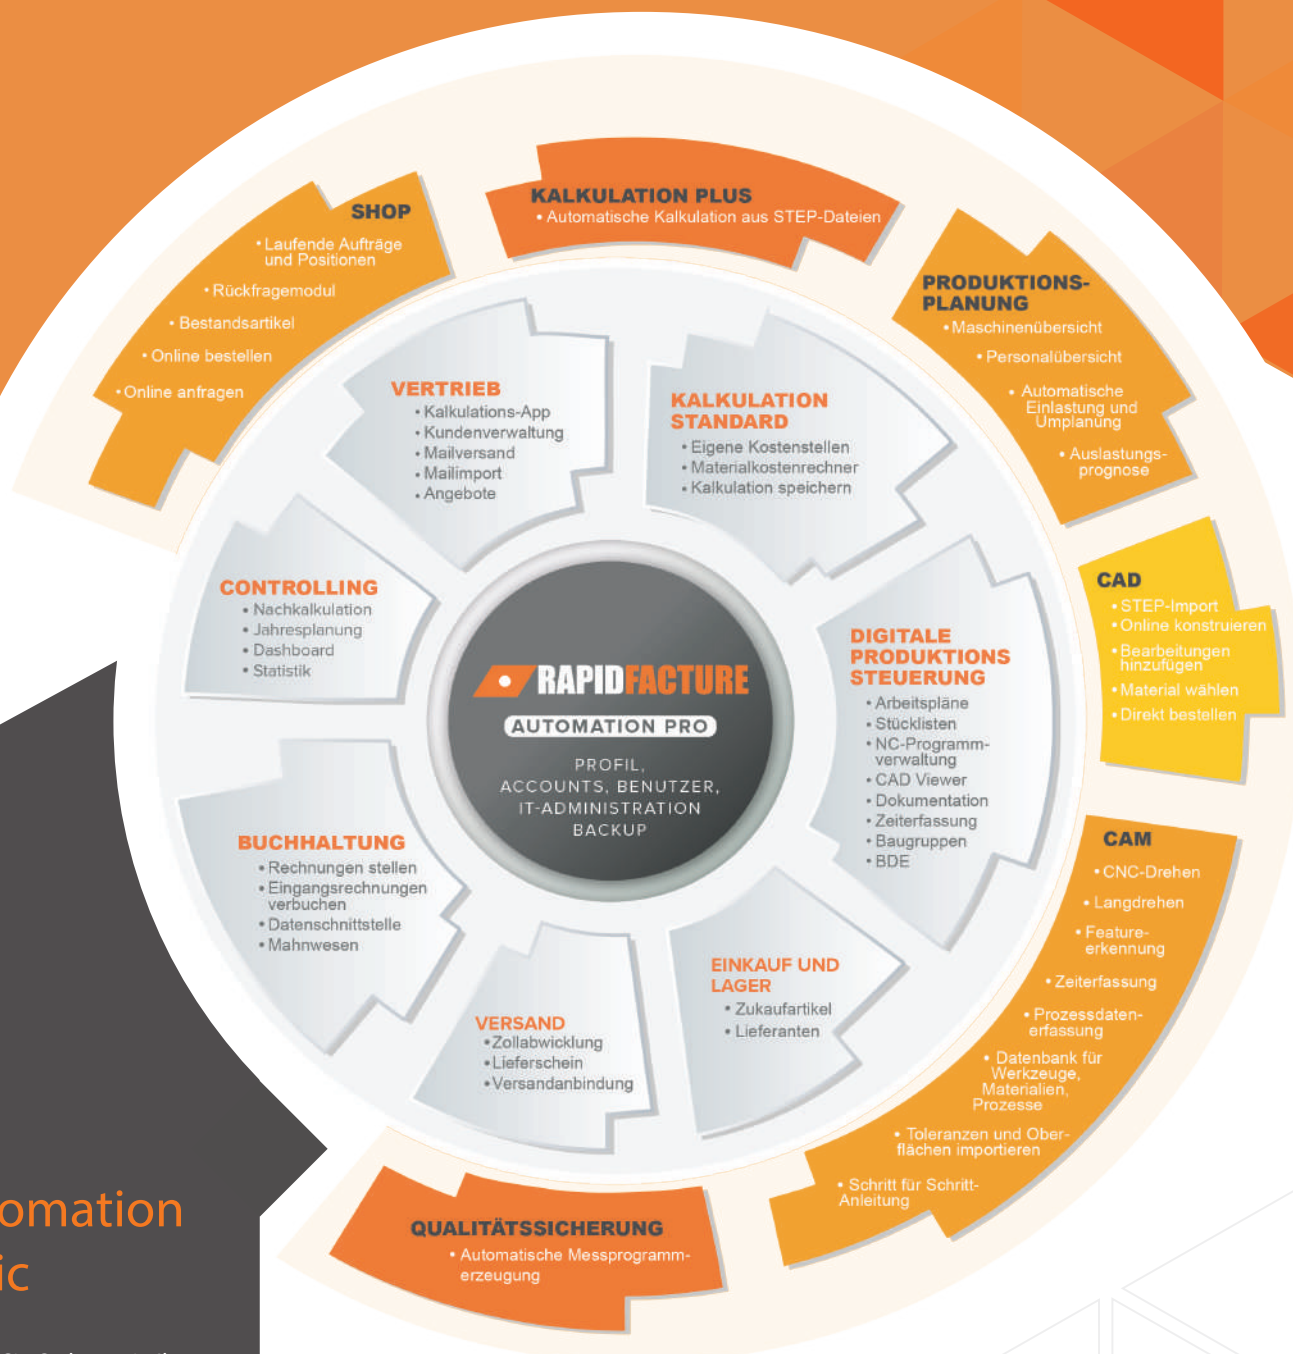 SHOP
• Laufende Aufträge
und Positionen
• Rückfragemodul
• Bestandsartikel
• Online bestellen
• Online anfragen
KALKULATION PLUS
• Automatische Kalkulation aus STEP-Dateien
PRODUKTIONS-
PLANUNG
• Maschinenübersicht
• Personalübersicht
• Automatische
Einlastung und
Umplanung
• Auslastungs-
prognose
CAD
• STEP-Import
• Online konstruieren
• Bearbeitungen
hinzufügen
• Material wählen
• Direkt bestellen
CAM
• CNC-Drehen
• Langdrehen
• Feature-
erkennung
• Zeiterfassung
• Prozessdaten-
erfassung
• Datenbank für
Werkzeuge,
Materialien,
Prozesse
• Toleranzen und Ober-
flächen importieren
• Schritt für Schritt-
Anleitung
QUALITÄTSSICHERUNG
• Automatische Messprogramm-
erzeugung
VERTRIEB
• Kalkulations-App
• Kundenverwaltung
• Mailversand
• Mailimport
• Angebote
KALKULATION
STANDARD
• Eigene Kostenstellen
• Materialkostenrechner
• Kalkulation speichern
DIGITALE
PRODUKTIONS
STEUERUNG
• Arbeitspläne
• Stücklisten
• NC-Programm-
verwaltung
• CAD Viewer
• Dokumentation
• Zeiterfassung
• Baugruppen
• BDE
EINKAUF UND
LAGER
• Zukaufartikel
• Lieferanten
VERSAND
• Zollabwicklung
• Lieferschein
• Versandanbindung
BUCHHALTUNG
• Rechnungen stellen
• Eingangsrechnungen
verbuchen
• Datenschnittstelle
• Mahnwesen
CONTROLLING
• Nachkalkulation
• Jahresplanung
• Dashboard
• Statistik
RAPIDFACTURE
AUTOMATION PRO
PROFIL,
ACCOUNTS, BENUTZER,
IT-ADMINISTRATION
BACKUP
omation
ic